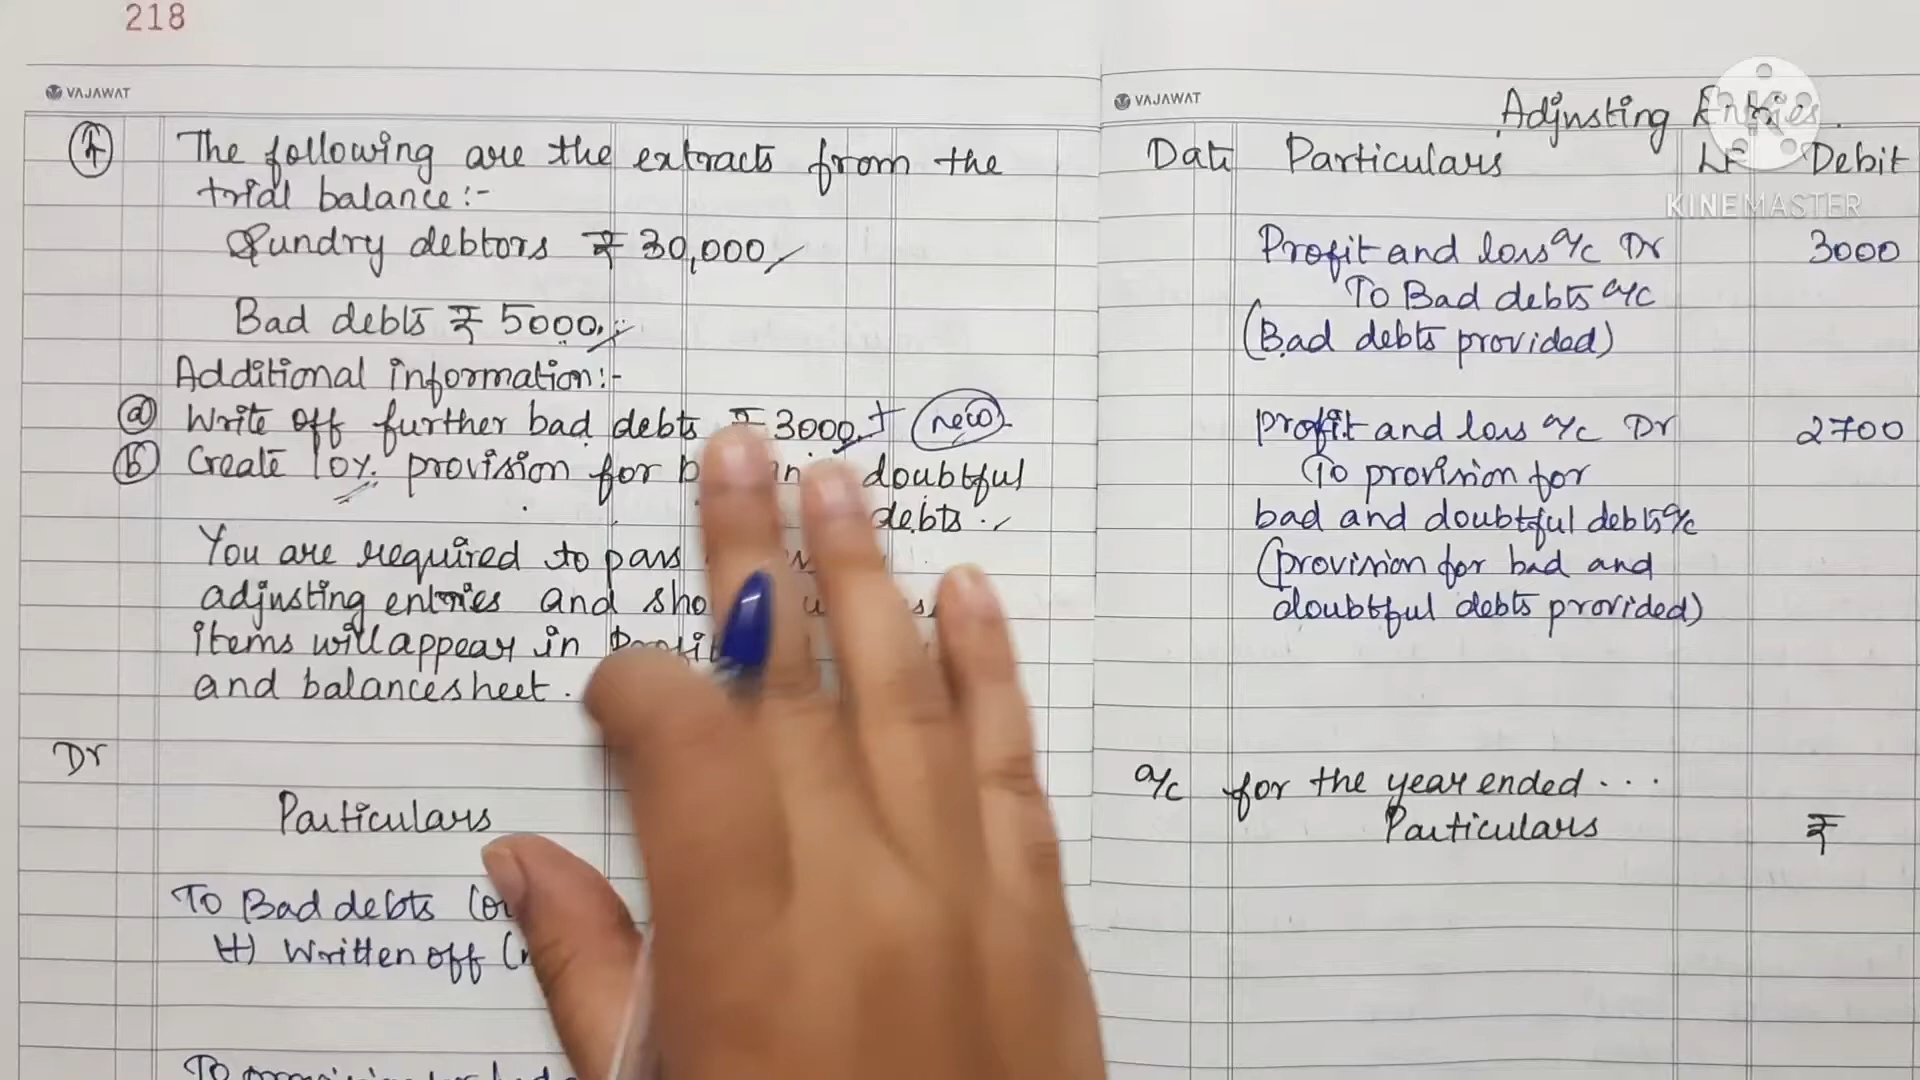 218
VAJAWAT
The following are the extracts from the
trial balance:-
Sundry debtors ₹ 30,000
Bad debts ₹ 5000
Additional information:-
(a) Write off further bad debts ₹ 3000 + (new)
(b) Create 10% provision for doubtful
debts.
You are required to pass
adjusting entries and
items will appear in
and balance sheet.
Dr
Particulars
To Bad debts
(+) Written off
VAJAWAT
Adjusting Entries.
Date Particulars LF Debit
KINEMASTER
Profit and loss a/c Dr 3000
To Bad debts a/c
(Bad debts provided)
Profit and loss a/c Dr 2700
To provision for
bad and doubtful debts a/c
(provision for bad and
doubtful debts provided)
a/c for the year ended ...
Particulars ₹